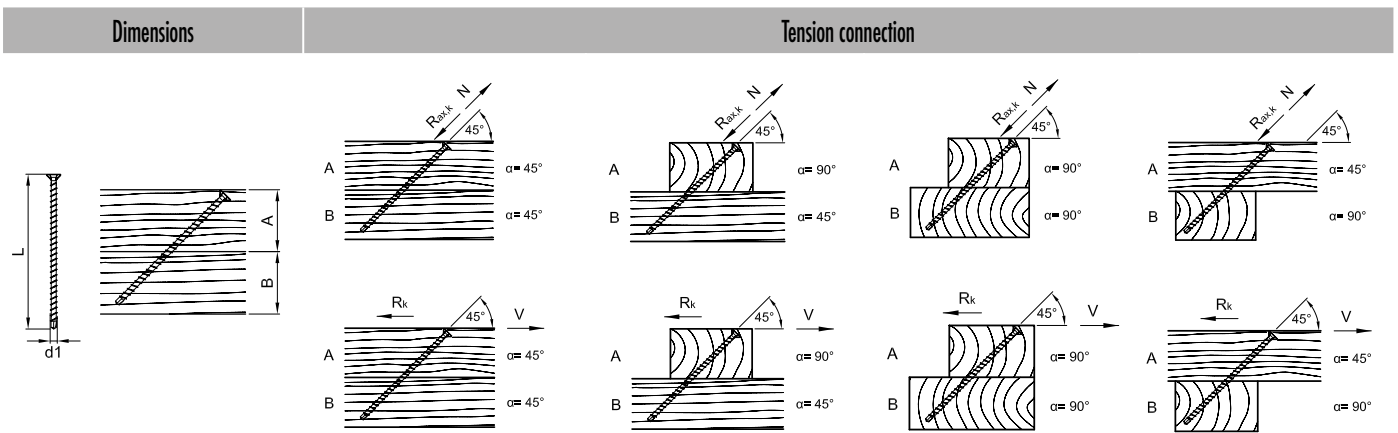 Dimensions
Tension connection
L
d1
A
B
Rax,k
N
45°
A
α= 45°
B
α= 45°
Rax,k
N
45°
A
α= 90°
B
α= 45°
Rax,k
N
45°
A
α= 90°
B
α= 90°
Rax,k
N
45°
A
α= 45°
B
α= 90°
Rk
V
45°
A
α= 45°
B
α= 45°
Rk
V
45°
A
α= 90°
B
α= 45°
Rk
V
45°
A
α= 90°
B
α= 90°
Rk
V
45°
A
α= 45°
B
α= 90°